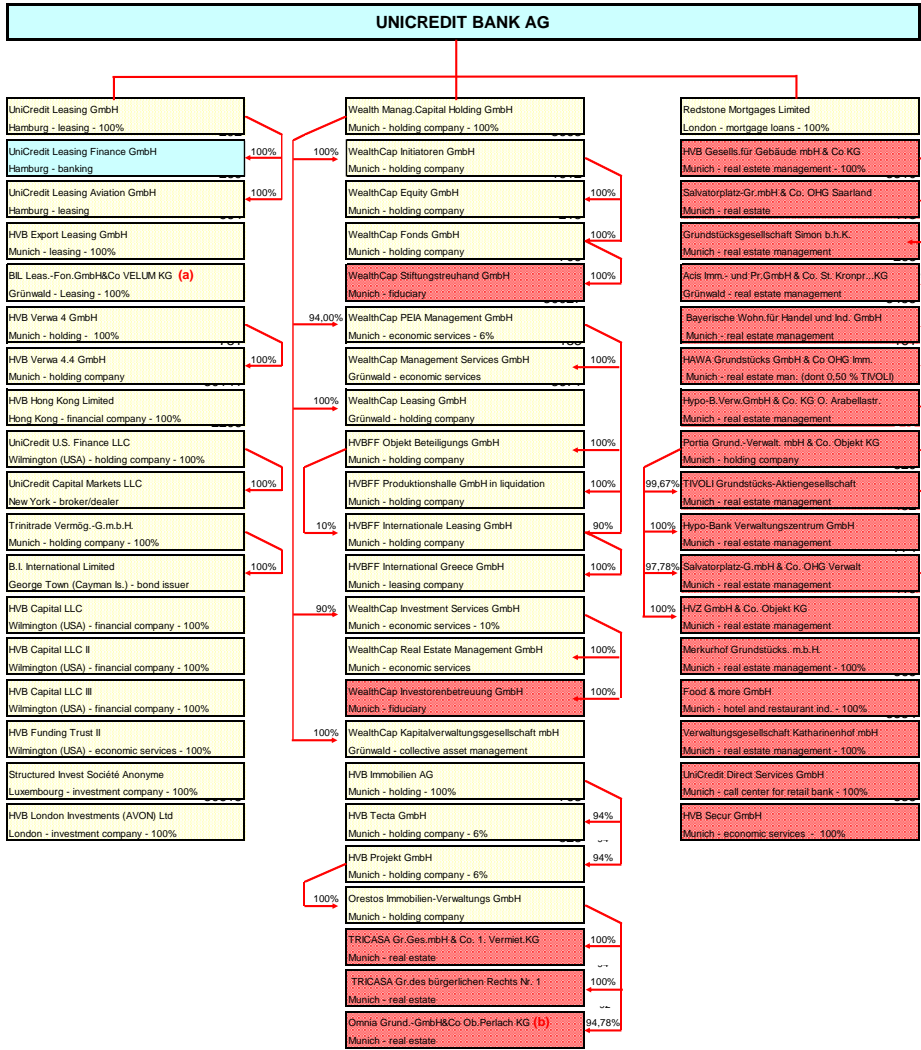 UNICREDIT BANK AG
UniCredit Leasing GmbH
Hamburg - leasing - 100%
UniCredit Leasing Finance GmbH
Hamburg - banking
100%
UniCredit Leasing Aviation GmbH
Hamburg - leasing
100%
HVB Export Leasing GmbH
Munich - leasing - 100%
BIL Leas.-Fon.GmbH&Co VELUM KG (a)
Grünwald - Leasing - 100%
HVB Verwa 4 GmbH
Munich - holding - 100%
HVB Verwa 4.4 GmbH
Munich - holding company
100%
HVB Hong Kong Limited
Hong Kong - financial company - 100%
UniCredit U.S. Finance LLC
Wilmington (USA) - holding company - 100%
UniCredit Capital Markets LLC
New York - broker/dealer
100%
Trinitrade Vermög.-G.m.b.H.
Munich - holding company - 100%
B.I. International Limited
George Town (Cayman Is.) - bond issuer
100%
HVB Capital LLC
Wilmington (USA) - financial company - 100%
HVB Capital LLC II
Wilmington (USA) - financial company - 100%
HVB Capital LLC III
Wilmington (USA) - financial company - 100%
HVB Funding Trust II
Wilmington (USA) - economic services - 100%
Structured Invest Société Anonyme
Luxembourg - investment company - 100%
HVB London Investments (AVON) Ltd
London - investment company - 100%
Wealth Manag.Capital Holding GmbH
Munich - holding company - 100%
100%
WealthCap Initiatoren GmbH
Munich - holding company
WealthCap Equity GmbH
Munich - holding company
100%
WealthCap Fonds GmbH
Munich - holding company
100%
WealthCap Stiftungstreuhand GmbH
Munich - fiduciary
100%
94,00%
WealthCap PEIA Management GmbH
Munich - economic services - 6%
WealthCap Management Services GmbH
Grünwald - economic services
100%
100%
WealthCap Leasing GmbH
Grünwald - holding company
HVBFF Objekt Beteiligungs GmbH
Munich - holding company
100%
HVBFF Produktionshalle GmbH in liquidation
Munich - holding company
100%
10%
HVBFF Internationale Leasing GmbH
Munich - holding company
90%
HVBFF International Greece GmbH
Munich - leasing company
100%
90%
WealthCap Investment Services GmbH
Munich - economic services - 10%
WealthCap Real Estate Management GmbH
Munich - economic services
100%
WealthCap Investorenbetreuung GmbH
Munich - fiduciary
100%
100%
WealthCap Kapitalverwaltungsgesellschaft mbH
Grünwald - collective asset management
HVB Immobilien AG
Munich - holding - 100%
HVB Tecta GmbH
Munich - holding company - 6%
94%
HVB Projekt GmbH
Munich - holding company - 6%
94%
100%
Orestos Immobilien-Verwaltungs GmbH
Munich - holding company
TRICASA Gr.Ges.mbH & Co. 1. Vermiet.KG
Munich - real estate
100%
TRICASA Gr.des bürgerlichen Rechts Nr. 1
Munich - real estate
100%
Omnia Grund.-GmbH&Co Ob.Perlach KG (b)
Munich - real estate
94,78%
Redstone Mortgages Limited
London - mortgage loans - 100%
HVB Gesells.für Gebäude mbH & Co KG
Munich - real estate management - 100%
Salvatorplatz-Gr.mbH & Co. OHG Saarland
Munich - real estate
Grundstücksgesellschaft Simon b.h.K.
Munich - real estate management
Acis Imm.- und Pr.GmbH & Co. St. Kronpr...KG
Grünwald - real estate management
Bayerische Wohn.für Handel und Ind. GmbH
Munich - real estate management
HAWA Grundstücks GmbH & Co OHG Imm.
Munich - real estate man. (dont 0,50 % TIVOLI)
Hypo-B.Verw.GmbH & Co. KG O. Arabellastr.
Munich - real estate management
Portia Grund.-Verwalt. mbH & Co. Objekt KG
Munich - holding company
99,67%
TIVOLI Grundstücks-Aktiengesellschaft
Munich - real estate management
100%
Hypo-Bank Verwaltungszentrum GmbH
Munich - real estate management
97,78%
Salvatorplatz-G.mbH & Co. OHG Verwalt
Munich - real estate management
100%
HVZ GmbH & Co. Objekt KG
Munich - real estate management
Merkurhof Grundstücks. m.b.H.
Munich - real estate management - 100%
Food & more GmbH
Munich - hotel and restaurant ind. - 100%
Verwaltungsgesellschaft Katharinenhof mbH
Munich - real estate management - 100%
UniCredit Direct Services GmbH
Munich - call center for retail bank - 100%
HVB Secur GmbH
Munich - economic services - 100%